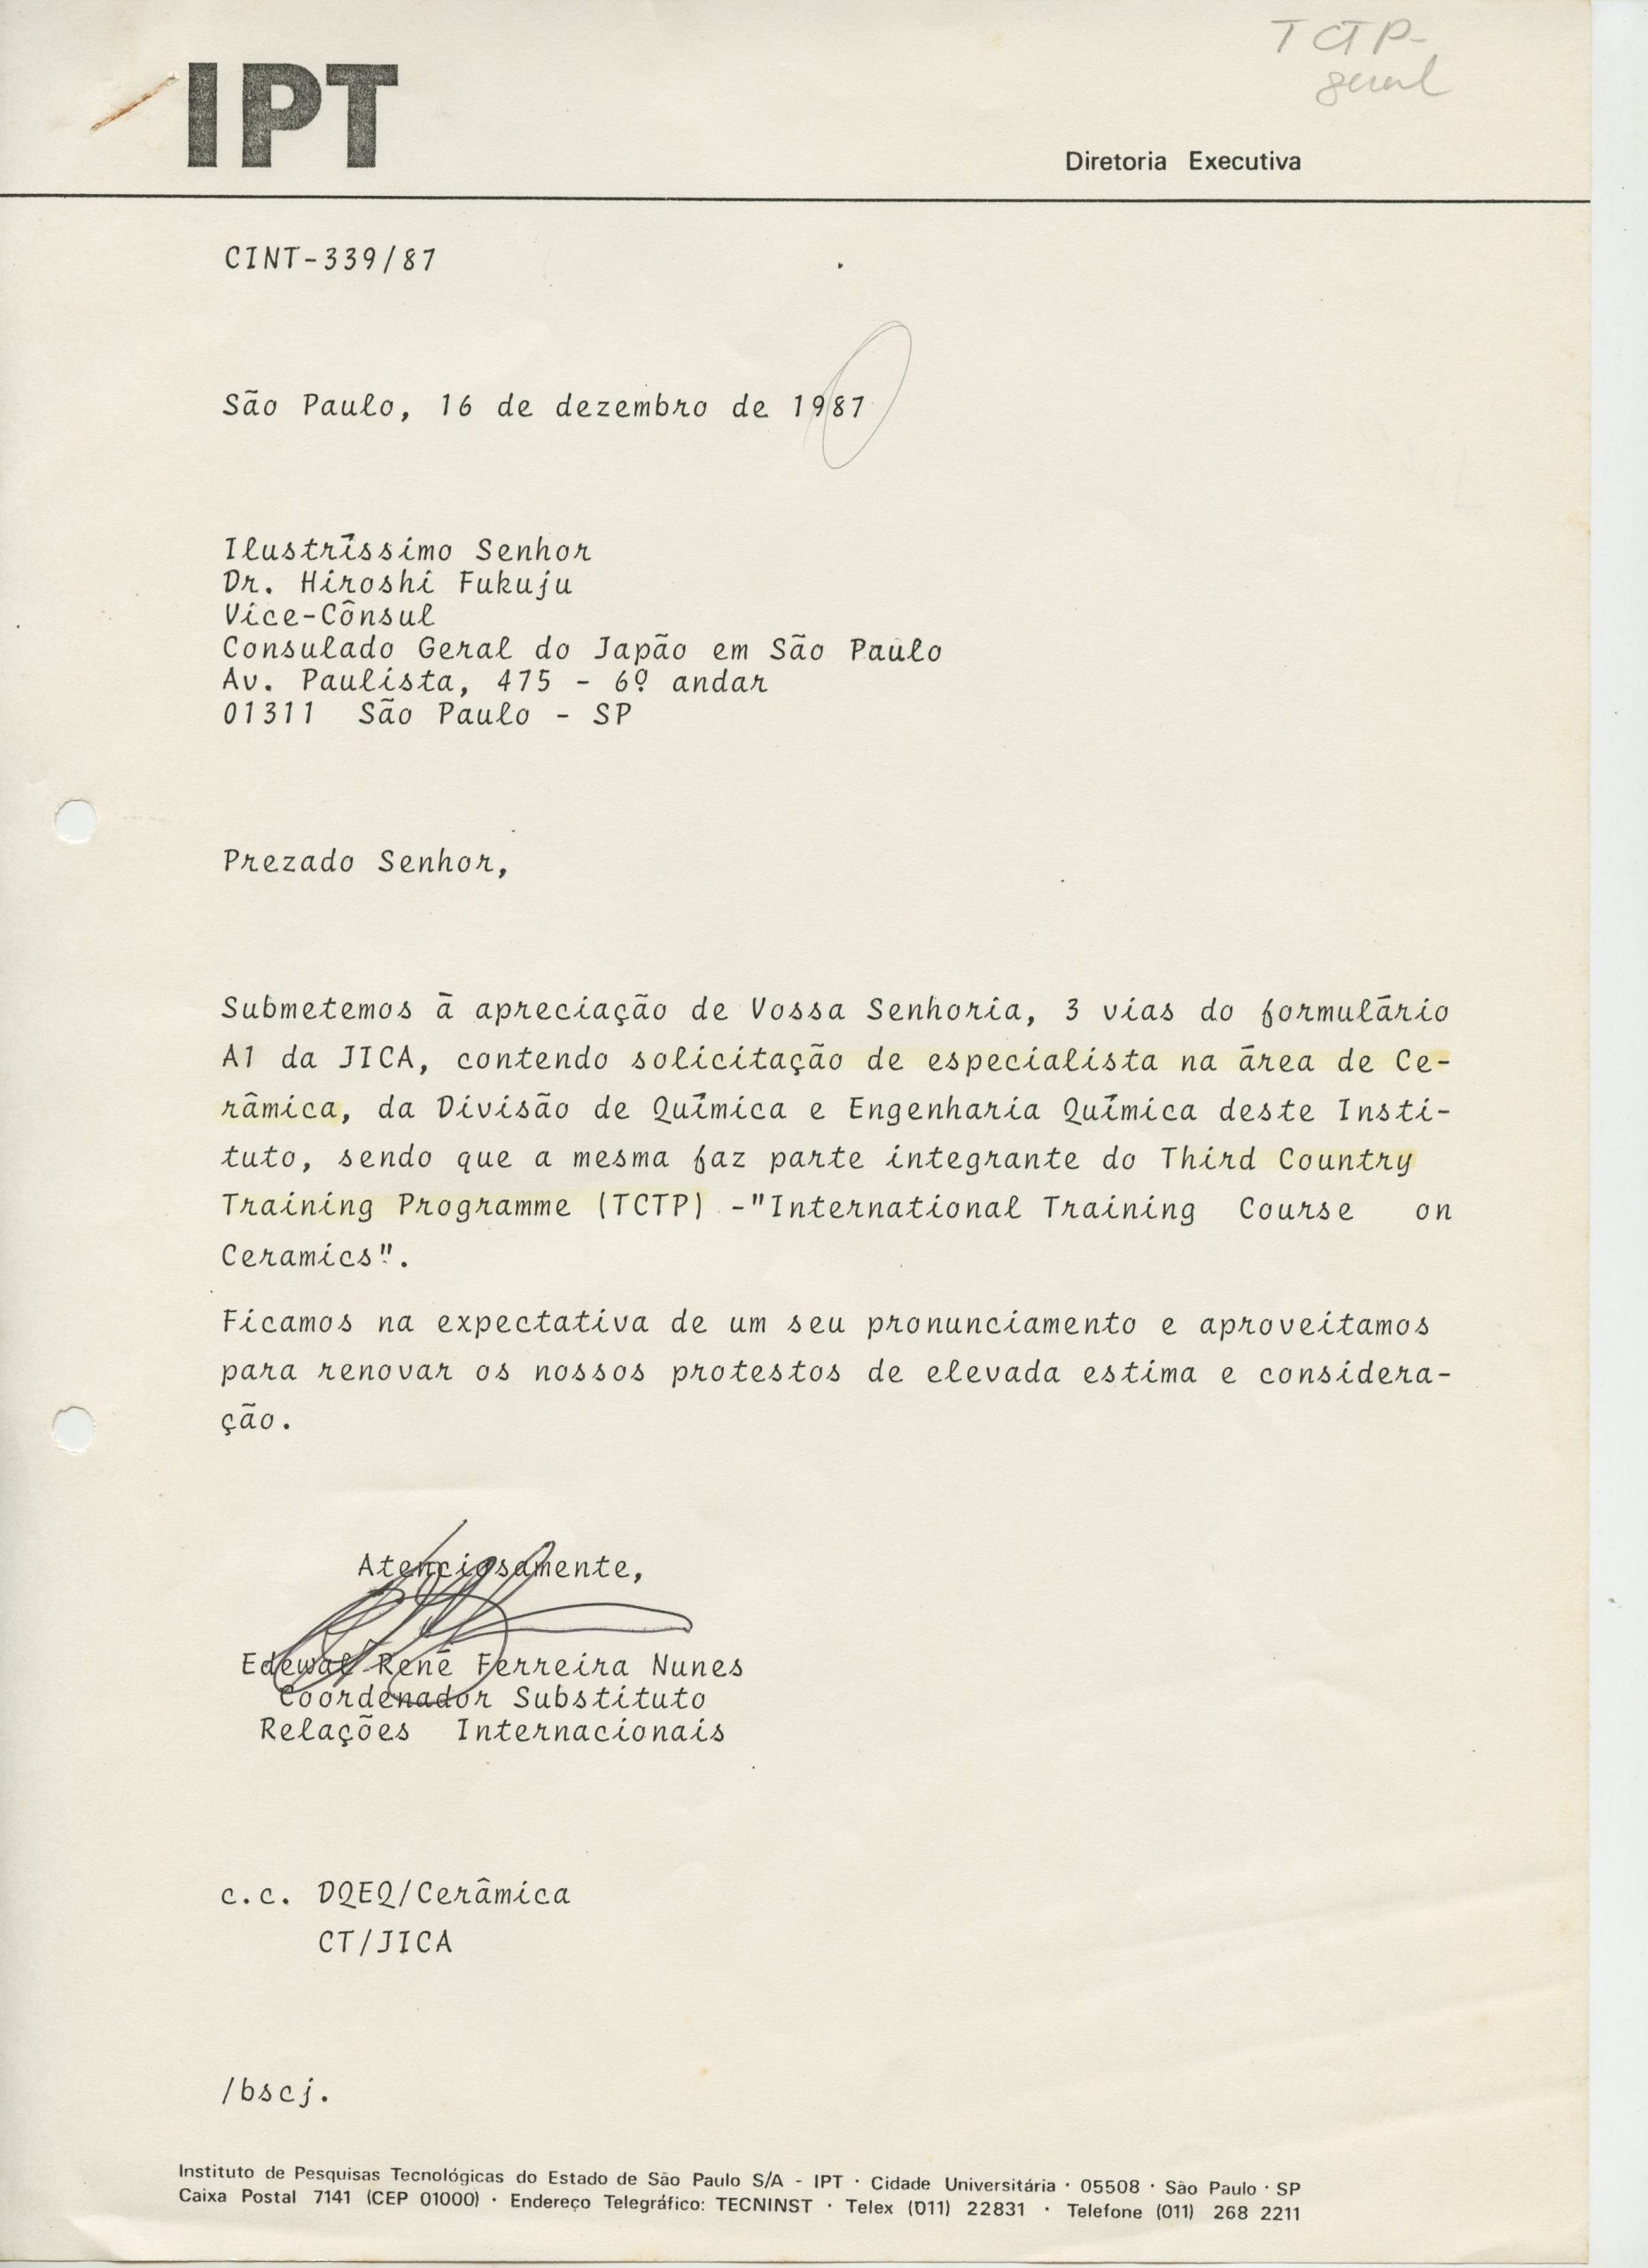 TCTP-
geral
IPT
Diretoria Executiva
CINT-339/87
São Paulo, 16 de dezembro de 1987
Ilustríssimo Senhor
Dr. Hiroshi Fukuju
Vice-Cônsul
Consulado Geral do Japão em São Paulo
Av. Paulista, 475 - 6º andar
01311 São Paulo - SP
Prezado Senhor,
Submetemos à apreciação de Vossa Senhoria, 3 vias do formulário
A1 da JICA, contendo solicitação de especialista na área de Ce-
râmica, da Divisão de Química e Engenharia Química deste Insti-
tuto, sendo que a mesma faz parte integrante do Third Country
Training Programme (TCTP) -"International Training Course on
Ceramics".
Ficamos na expectativa de um seu pronunciamento e aproveitamos
para renovar os nossos protestos de elevada estima e considera-
ção.
Atenciosamente,
Edewal René Ferreira Nunes
Coordenador Substituto
Relações Internacionais
c.c. DQEQ/Cerâmica
CT/JICA
/bscj.
Instituto de Pesquisas Tecnológicas do Estado de São Paulo S/A - IPT · Cidade Universitária · 05508 · São Paulo · SP
Caixa Postal 7141 (CEP 01000) · Endereço Telegráfico: TECNINST · Telex (011) 22831 · Telefone (011) 268 2211